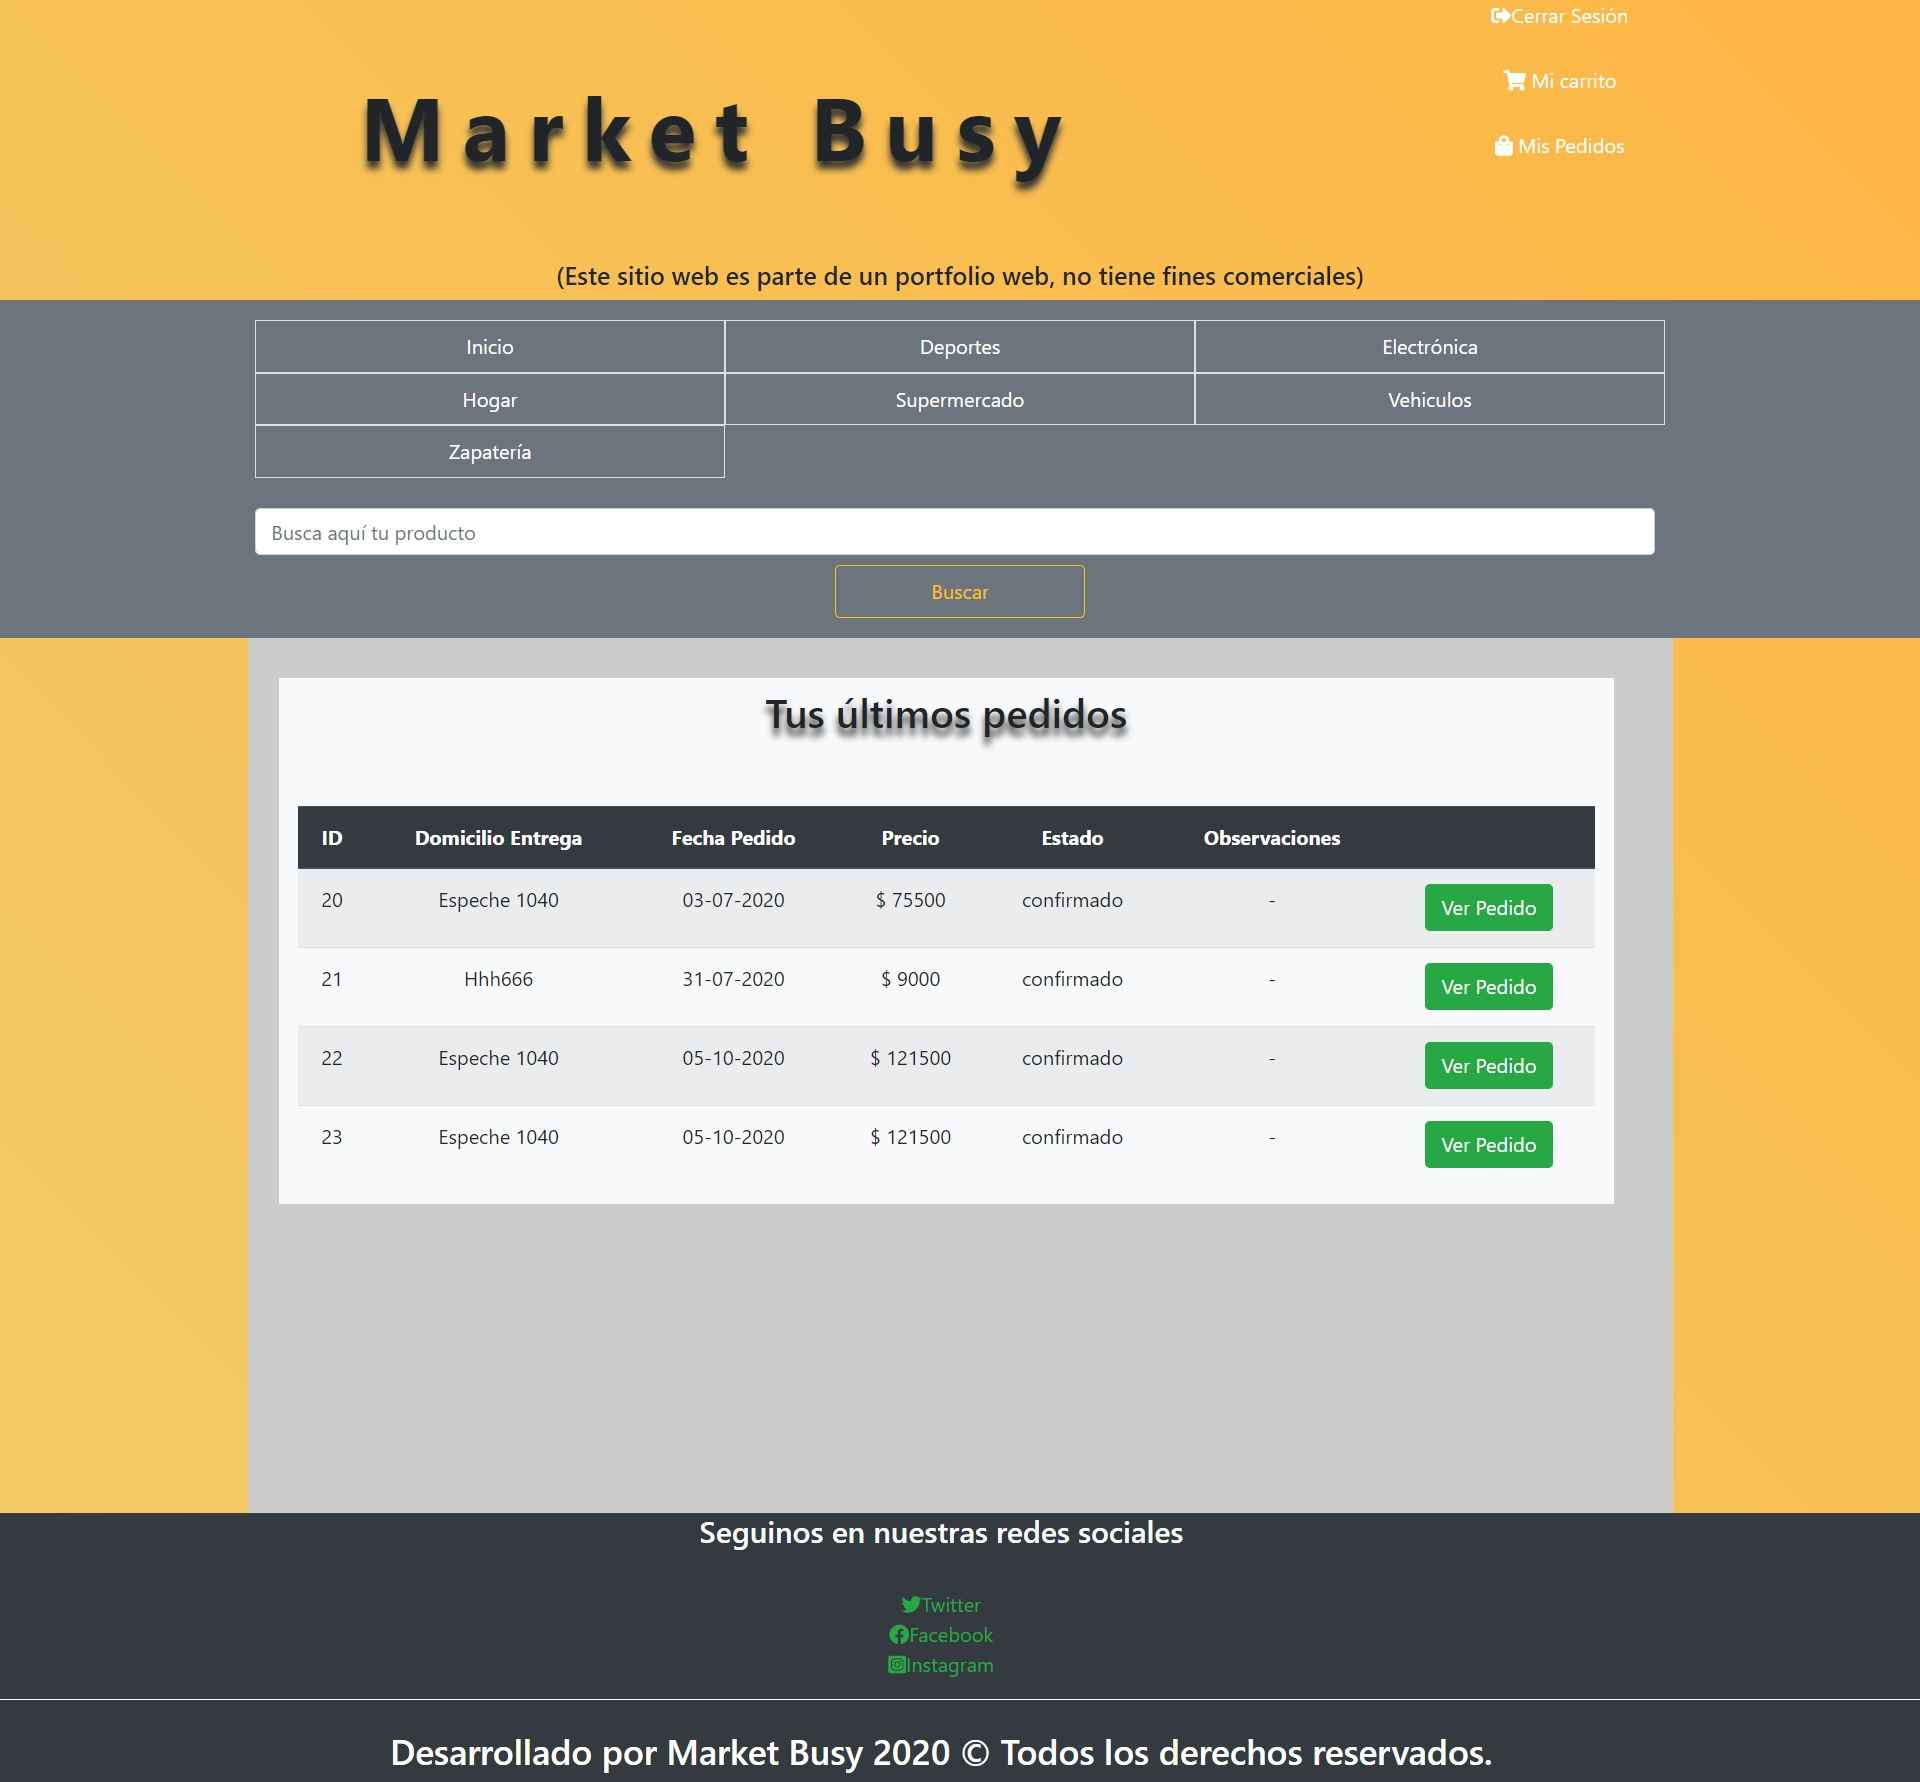 Cerrar Sesión
Mi carrito
Mis Pedidos
Market Busy
(Este sitio web es parte de un portfolio web, no tiene fines comerciales)
Inicio Deportes Electrónica
Hogar Supermercado Vehiculos
Zapatería
Busca aquí tu producto
Buscar
Tus últimos pedidos
ID Domicilio Entrega Fecha Pedido Precio Estado Observaciones
20 Espeche 1040 03-07-2020 $ 75500 confirmado - Ver Pedido
21 Hhh666 31-07-2020 $ 9000 confirmado - Ver Pedido
22 Espeche 1040 05-10-2020 $ 121500 confirmado - Ver Pedido
23 Espeche 1040 05-10-2020 $ 121500 confirmado - Ver Pedido
Seguinos en nuestras redes sociales
Twitter
Facebook
Instagram
Desarrollado por Market Busy 2020 © Todos los derechos reservados.